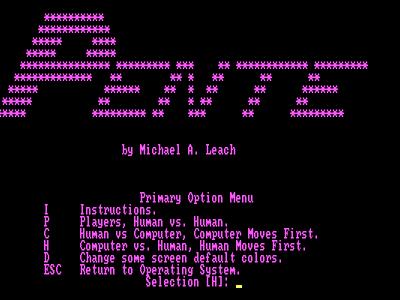 PENTE
by Michael A. Leach
Primary Option Menu
I Instructions.
P Players, Human vs. Human.
C Human vs Computer, Computer Moves First.
H Computer vs. Human, Human Moves First.
D Change some screen default colors.
ESC Return to Operating System.
Selection [H]: